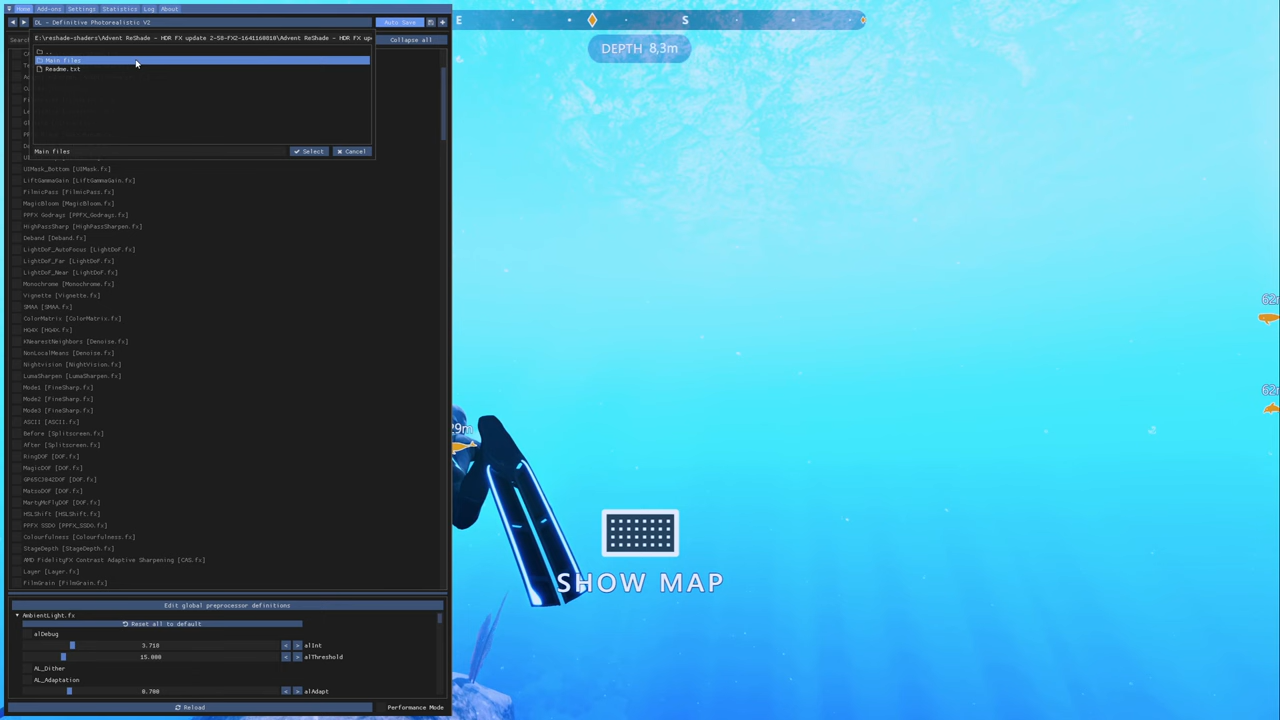 Home Add-ons Settings Statistics Log About
DL - Definitive Photorealistic V2 Auto Save
E:\reshade-shaders\Advent ReShade - HDR FX update 2-58-FX2-1641160010\Advent ReShade - HDR FX up
Collapse all
..
Main files
Readme.txt
Main files Select Cancel
UIMask_Bottom [UIMask.fx]
LiftGammaGain [LiftGammaGain.fx]
FilmicPass [FilmicPass.fx]
MagicBloom [MagicBloom.fx]
PPFX Godrays [PPFX_Godrays.fx]
HighPassSharp [HighPassSharpen.fx]
Deband [Deband.fx]
LightDoF_AutoFocus [LightDoF.fx]
LightDoF_Far [LightDoF.fx]
LightDoF_Near [LightDoF.fx]
Monochrome [Monochrome.fx]
Vignette [Vignette.fx]
SMAA [SMAA.fx]
ColorMatrix [ColorMatrix.fx]
HQ4X [HQ4X.fx]
KNearestNeighbors [Denoise.fx]
NonLocalMeans [Denoise.fx]
Nightvision [NightVision.fx]
LumaSharpen [LumaSharpen.fx]
Mode1 [FineSharp.fx]
Mode2 [FineSharp.fx]
Mode3 [FineSharp.fx]
ASCII [ASCII.fx]
Before [Splitscreen.fx]
After [Splitscreen.fx]
RingDOF [DOF.fx]
MagicDOF [DOF.fx]
GP65CJ042DOF [DOF.fx]
MatsoDOF [DOF.fx]
MartyMcFlyDOF [DOF.fx]
HSLShift [HSLShift.fx]
PPFX SSDO [PPFX_SSDO.fx]
Colourfulness [Colourfulness.fx]
StageDepth [StageDepth.fx]
AMD FidelityFX Contrast Adaptive Sharpening [CAS.fx]
Layer [Layer.fx]
FilmGrain [FilmGrain.fx]
Edit global preprocessor definitions
AmbientLight.fx
Reset all to default
alDebug
3.710 < > alInt
15.000 < > alThreshold
AL_Dither
AL_Adaptation
0.700 < > alAdapt
Reload Performance Mode
E S
DEPTH 8,3m
62m
62m
29m
SHOW MAP